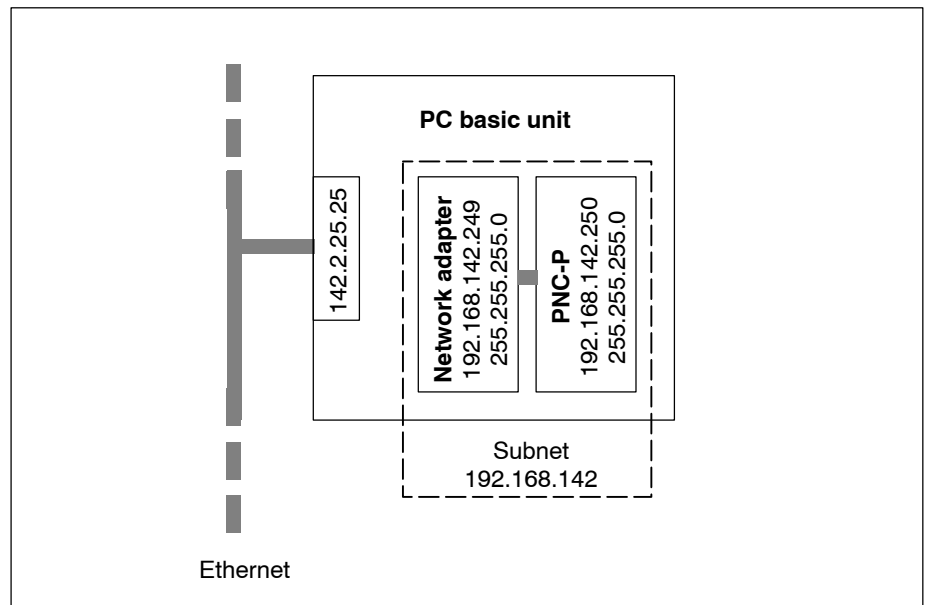 PC basic unit
142.2.25.25
Network adapter
192.168.142.249
255.255.255.0
PNC-P
192.168.142.250
255.255.255.0
Subnet
192.168.142
Ethernet